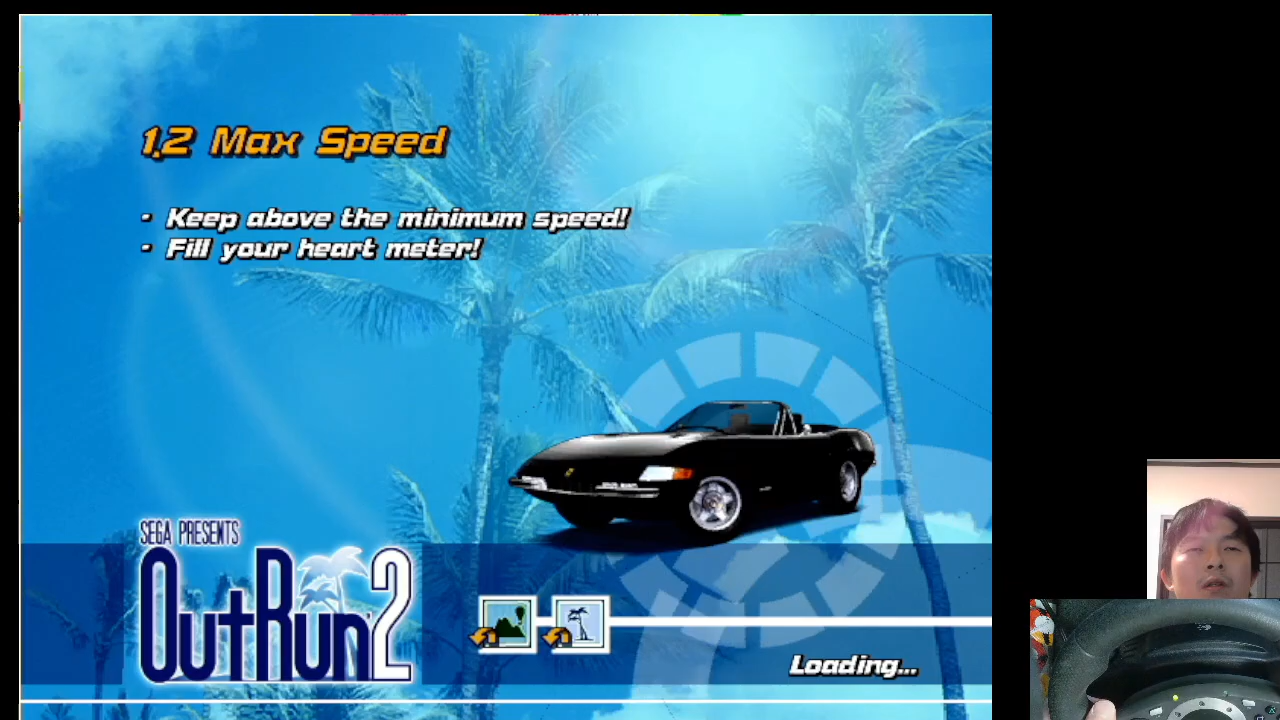 1.2 Max Speed
· Keep above the minimum speed!
· Fill your heart meter!
SEGA PRESENTS
OutRun2
Loading...